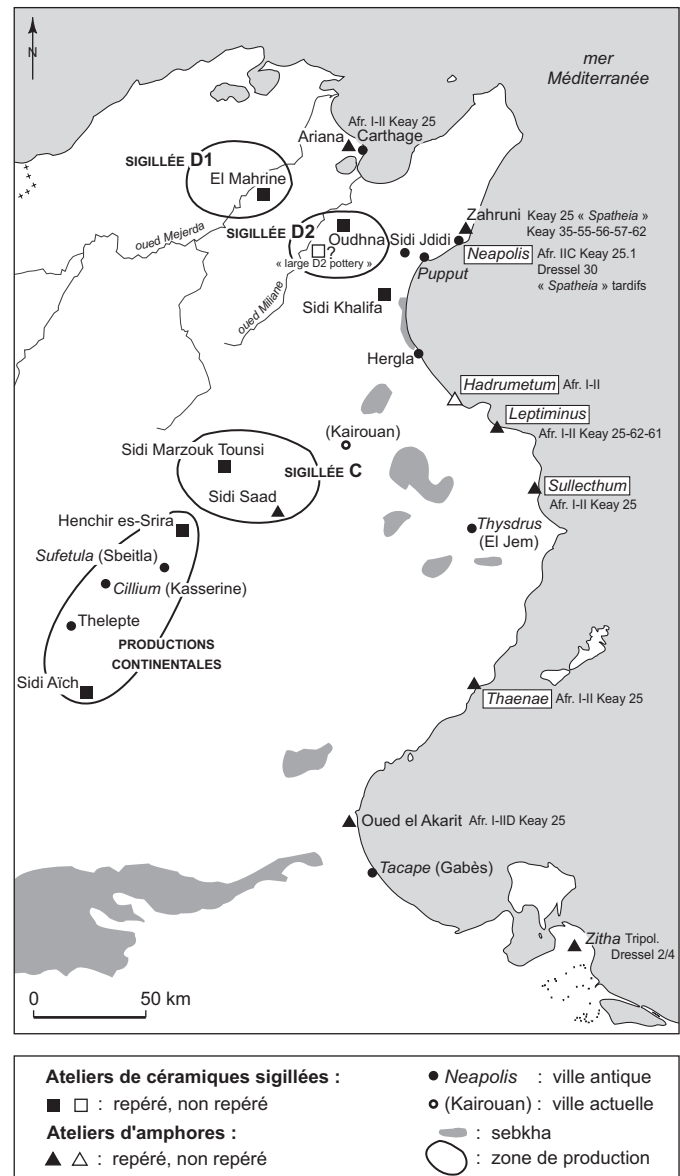 N
mer
Méditerranée
Afr. I-II Keay 25
Ariana Carthage
SIGILLÉE D1
El Mahrine
oued Mejerda
SIGILLÉE D2
Zahruni Keay 25 « Spatheia »
Keay 35-55-56-57-62
Oudhna Sidi Jdidi
?
« large D2 pottery »
Neapolis Afr. IIC Keay 25.1
Dressel 30
« Spatheia » tardifs
Pupput
oued Miliane
Sidi Khalifa
Hergla
Hadrumetum Afr. I-II
Leptiminus
Afr. I-II Keay 25-62-61
(Kairouan)
Sidi Marzouk Tounsi
SIGILLÉE C
Sidi Saad
Sullecthum
Afr. I-II Keay 25
Henchir es-Srira
Thysdrus
(El Jem)
Sufetula (Sbeitla)
Cillium (Kasserine)
Thelepte
PRODUCTIONS
CONTINENTALES
Sidi Aïch
Thaenae Afr. I-II Keay 25
Oued el Akarit Afr. I-IID Keay 25
Tacape (Gabès)
Zitha Tripol.
Dressel 2/4
0 50 km
Ateliers de céramiques sigillées :
: repéré, non repéré
Ateliers d'amphores :
: repéré, non repéré
Neapolis : ville antique
(Kairouan) : ville actuelle
: sebkha
: zone de production